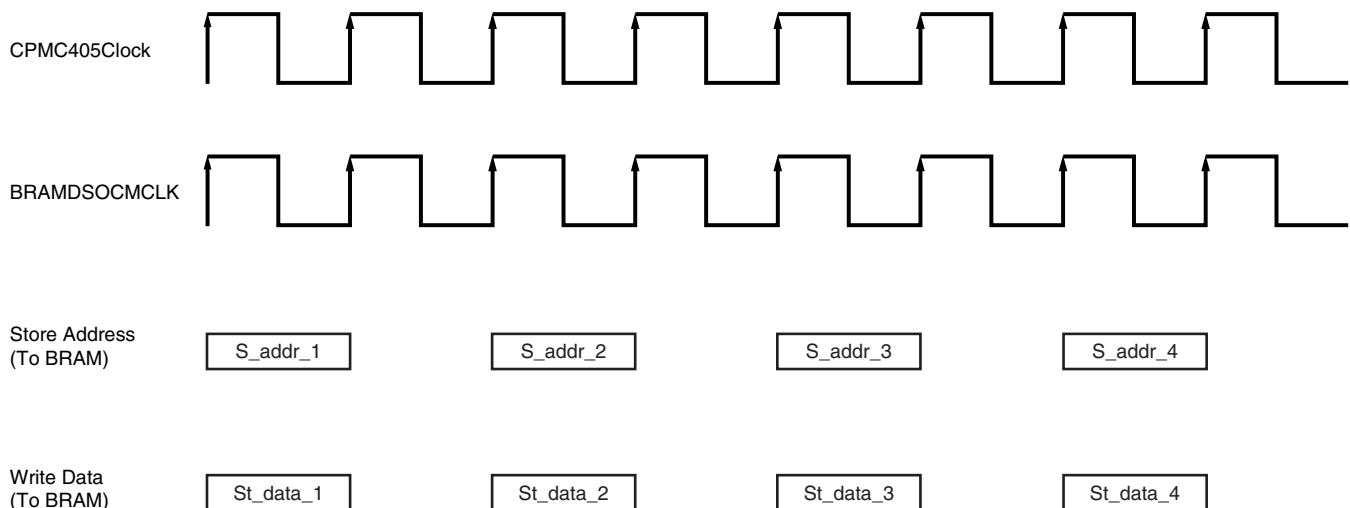 CPMC405Clock
BRAMDSOCMCLK
Store Address
(To BRAM)
S_addr_1 S_addr_2 S_addr_3 S_addr_4
Write Data
(To BRAM)
St_data_1 St_data_2 St_data_3 St_data_4